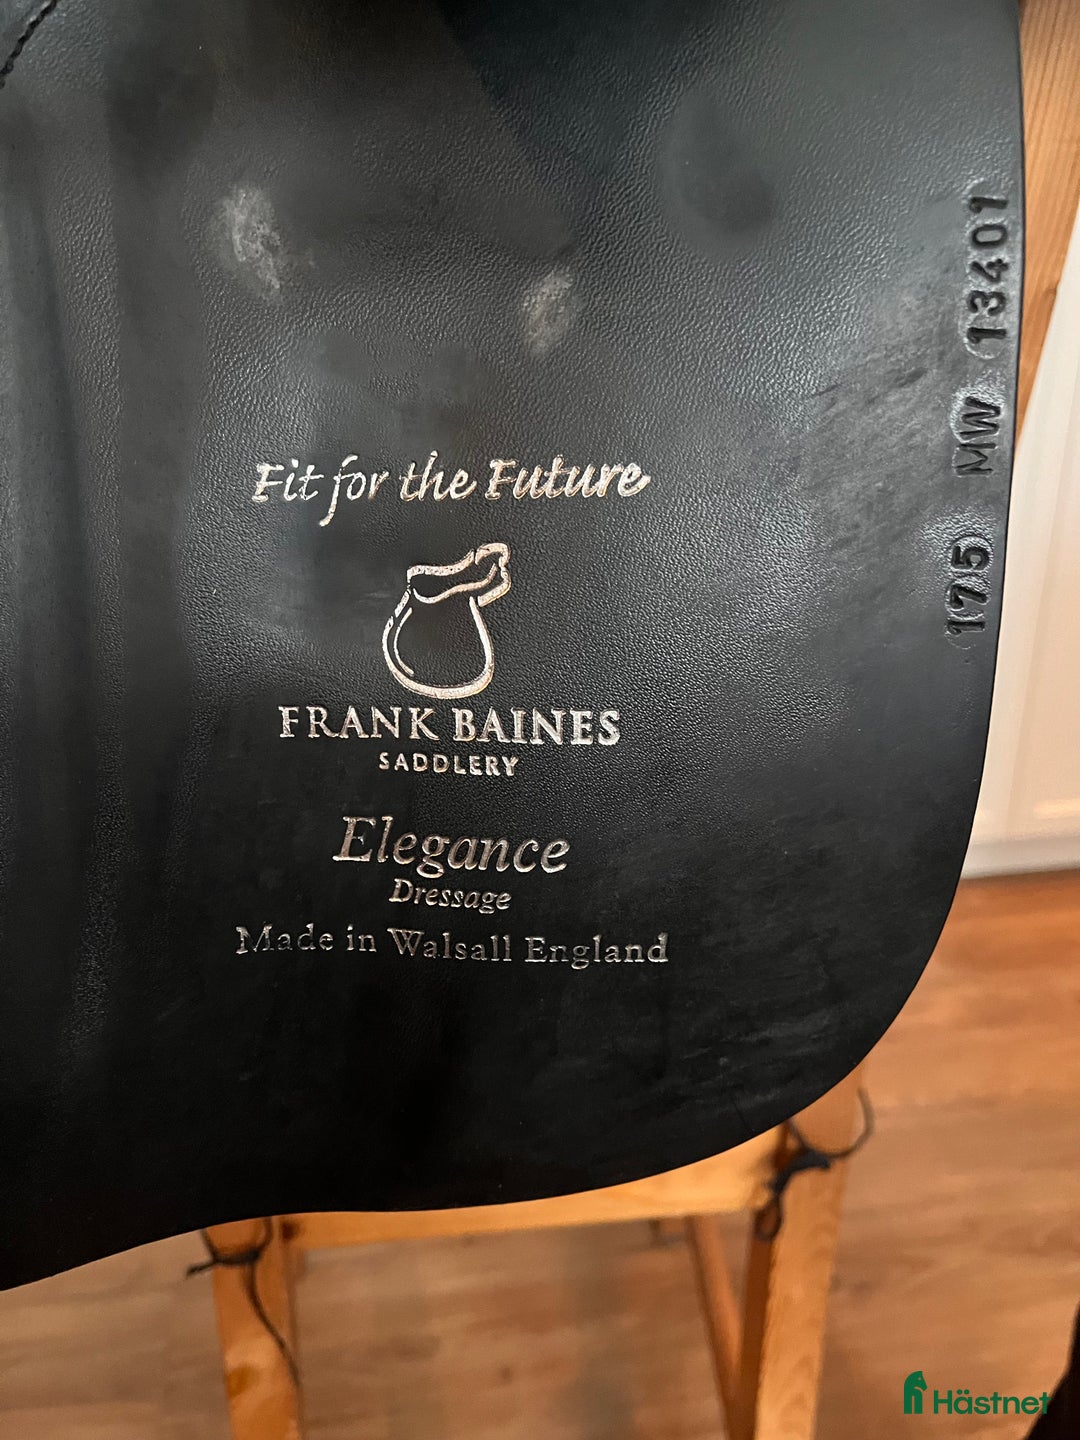 Fit for the Future
FRANK BAINES
SADDLERY
Elegance
Dressage
Made in Walsall England
175 MW 13401
Hästnet